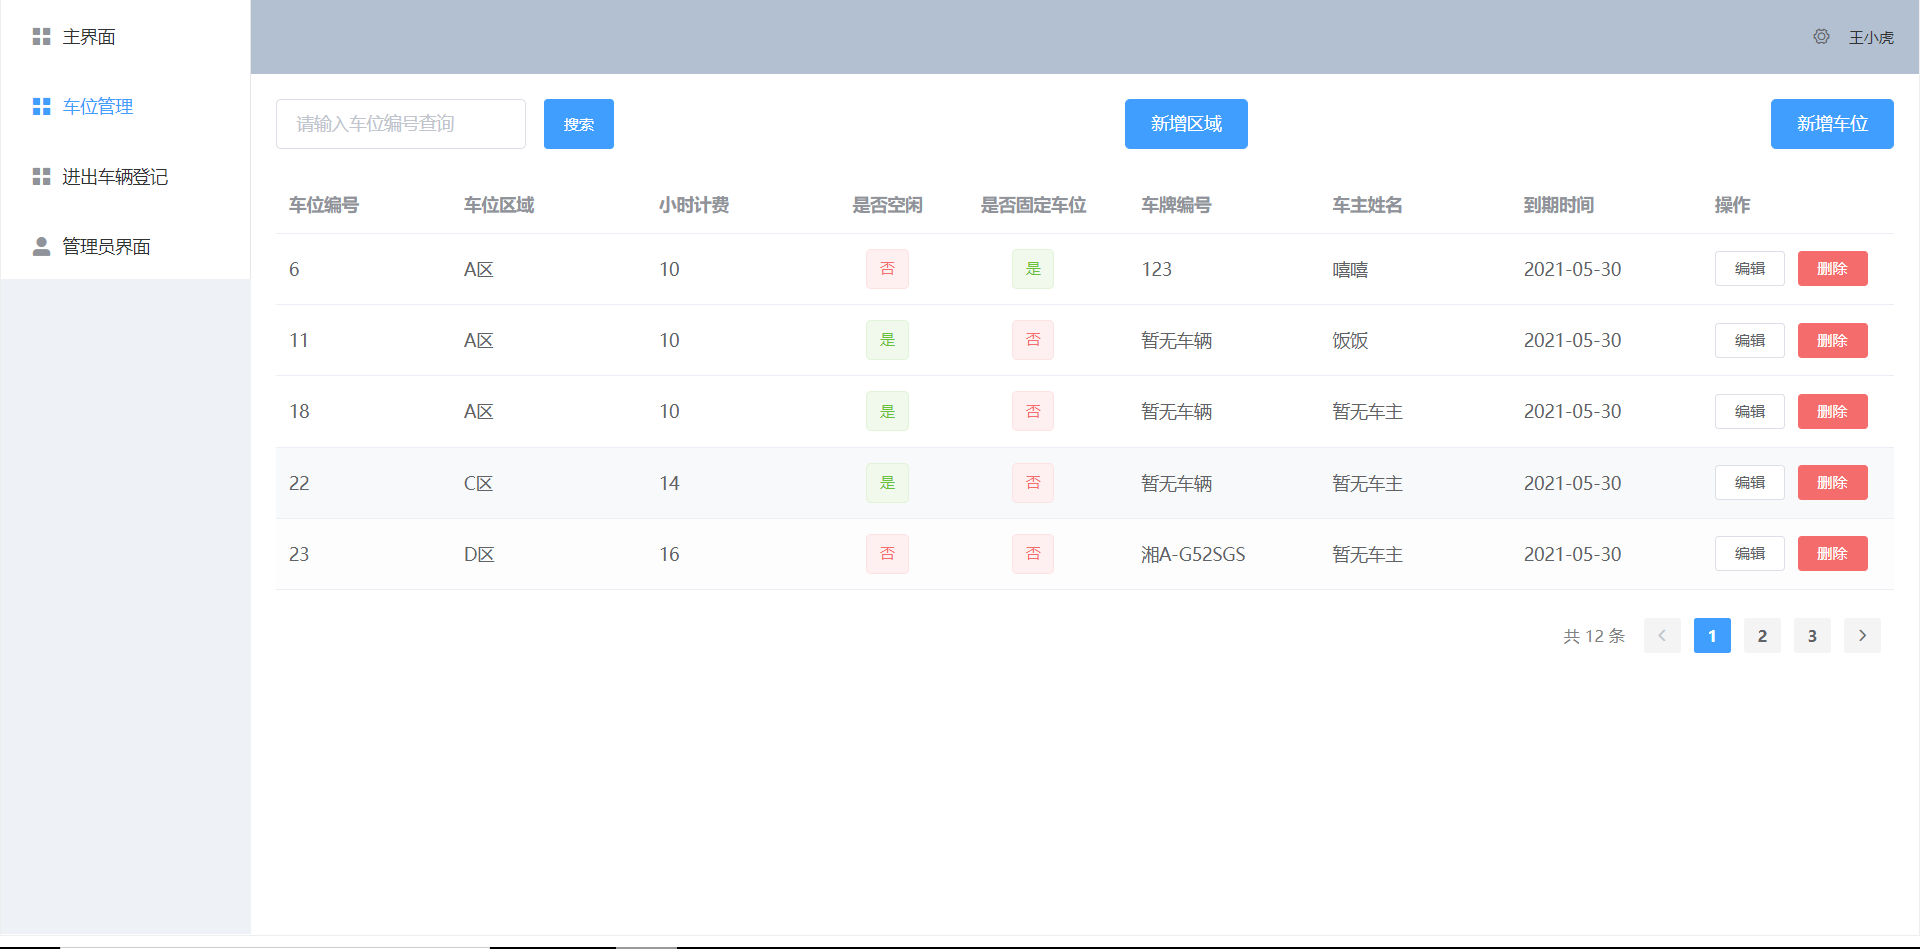 主界面
车位管理
进出车辆登记
管理员界面
王小虎
请输入车位编号查询 搜索 新增区域 新增车位
车位编号 车位区域 小时计费 是否空闲 是否固定车位 车牌编号 车主姓名 到期时间 操作
6 A区 10 否 是 123 嘻嘻 2021-05-30 编辑 删除
11 A区 10 是 否 暂无车辆 饭饭 2021-05-30 编辑 删除
18 A区 10 是 否 暂无车辆 暂无车主 2021-05-30 编辑 删除
22 C区 14 是 否 暂无车辆 暂无车主 2021-05-30 编辑 删除
23 D区 16 否 否 湘A-G52SGS 暂无车主 2021-05-30 编辑 删除
共 12 条 1 2 3